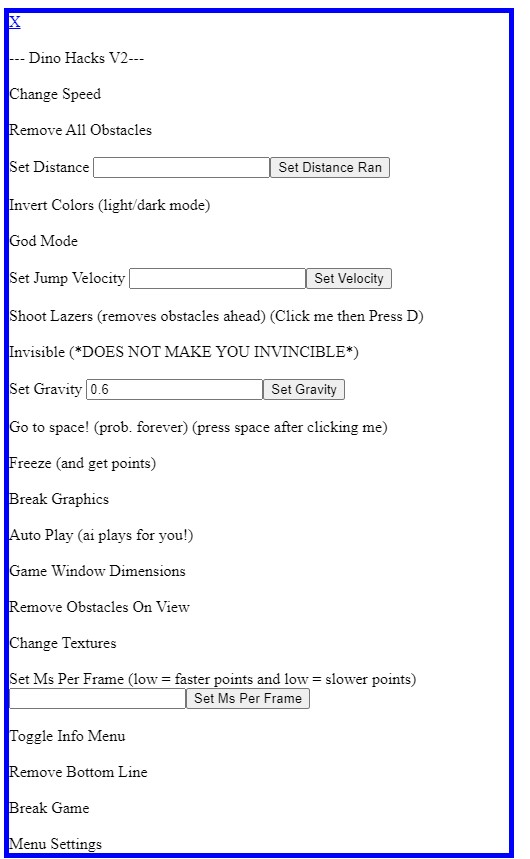 X
--- Dino Hacks V2---
Change Speed
Remove All Obstacles
Set Distance Set Distance Ran
Invert Colors (light/dark mode)
God Mode
Set Jump Velocity Set Velocity
Shoot Lazers (removes obstacles ahead) (Click me then Press D)
Invisible (*DOES NOT MAKE YOU INVINCIBLE*)
Set Gravity 0.6 Set Gravity
Go to space! (prob. forever) (press space after clicking me)
Freeze (and get points)
Break Graphics
Auto Play (ai plays for you!)
Game Window Dimensions
Remove Obstacles On View
Change Textures
Set Ms Per Frame (low = faster points and low = slower points)
Set Ms Per Frame
Toggle Info Menu
Remove Bottom Line
Break Game
Menu Settings